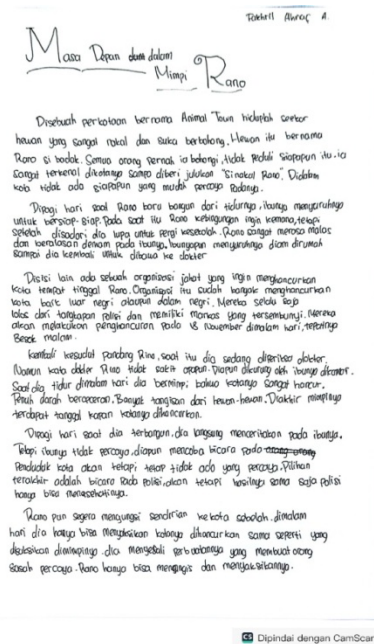 Fakhril Ahnaf A.
Masa Depan dalam
Mimpi Rano
Disebuah perkotaan bernama Animal Town hiduplah seekor
hewan yang sangat nakal dan suka berbohong. Hewan itu bernama
Rano si badak. Semua orang pernah ia bohongi, tidak peduli siapapun itu. ia
sangat terkenal dikotanya sampe diberi julukan "Sinakal Rano". Didalam
kota tidak ada siapapun yang mudah percaya padanya.
Dipagi hari saat Rano baru bangun dari tidurnya, ibunya menyuruhnya
untuk bersiap-siap. Pada saat itu Rano kebingungan ingin kemana, tetapi
setelah disadari dia lupa untuk pergi kesekolah. Rano sangat merasa malas
dan beralasan demam pada ibunya, ibunyapun menyuruhnya diam dirumah
sampai dia kembali untuk dibawa ke dokter
Disisi lain ada sebuah organisasi jahat yang ingin menghancurkan
kota tempat tinggal Rano. Organisasi itu sudah banyak menghancurkan
kota baik luar negri ataupun dalam negri. Mereka selalu saja
lolos dari tangkapan polisi dan memiliki markas yang tersembunyi. Mereka
akan melakukan penghancuran pada 18 November dimalam hari, tepatnya
Besok malam.
Kembali kesudut pandang Rino, saat itu dia sedang diperiksa dokter.
Namun kata dokter Rino tidak sakit apapun. Diapun dikurung oleh ibunya dikamar.
Saat dia tidur dimalam hari dia bermimpi bahwa kotanya sangat hancur,
Penuh darah berceceran. Banyak tangisan dari hewan-hewan. Diakhir mimpinya
terdapat tanggal kapan kotanya dihancurkan.
Dipagi hari saat dia terbangun, dia langsung menceritakan pada ibunya.
Tetapi ibunya tidak percaya, diapun mencoba bicara pada orang-orang
Penduduk kota akan tetapi tetap tidak ada yang percaya. Pilihan
terakhir adalah bicara pada polisi, akan tetapi hasilnya sama saja polisi
hanya bisa menasehatinya.
Rano pun segera mengungsi sendirian ke kota sebelah. dimalam
hari dia hanya bisa menyaksikan kotanya dihancurkan sama seperti yang
disaksikan dimimpinya. dia menyesali perbuatannya yang membuat orang
susah percaya. Rano hanya bisa menangis dan menyaksikannya.
CS Dipindai dengan CamScan